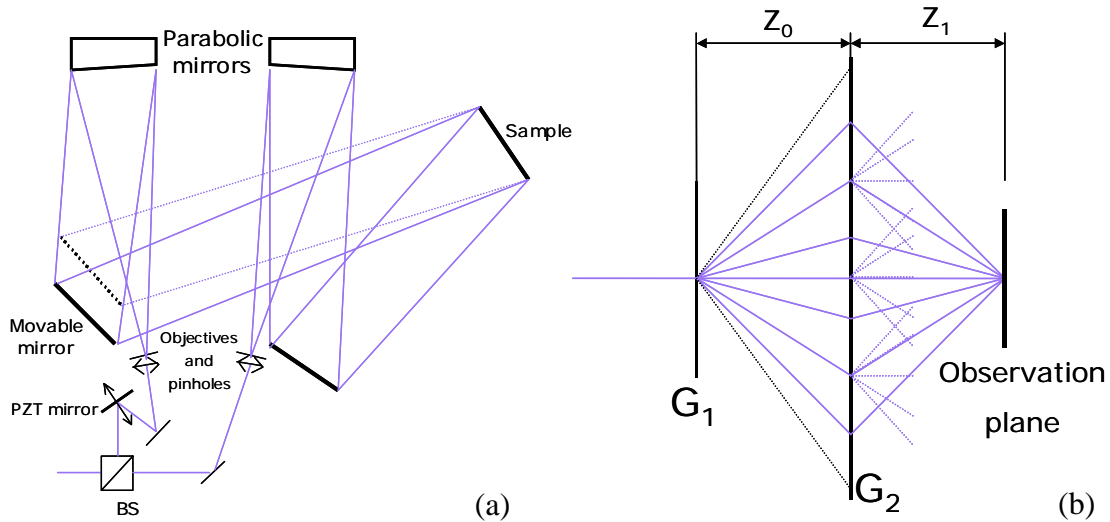 Parabolic
mirrors
Sample
Movable
mirror
Objectives
and
pinholes
PZT mirror
BS
(a)
Z0
Z1
G1
G2
Observation
plane
(b)